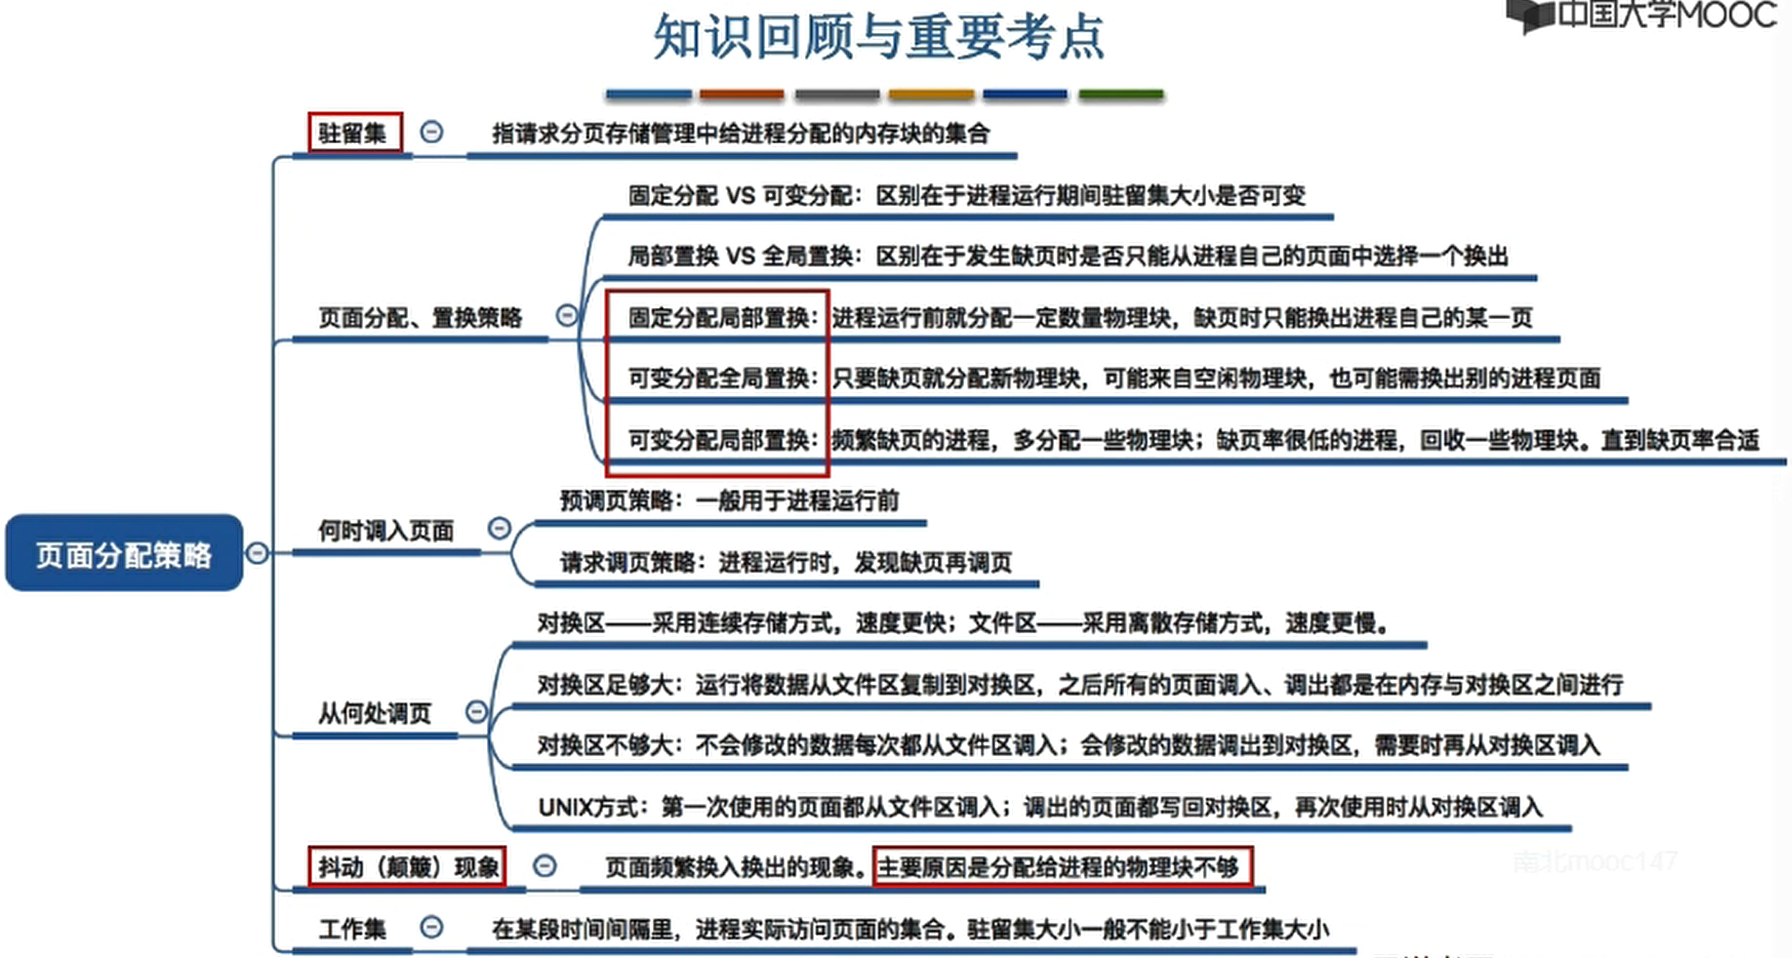 中国大学MOOC
知识回顾与重要考点
驻留集
指请求分页存储管理中给进程分配的内存块的集合
固定分配 VS 可变分配：区别在于进程运行期间驻留集大小是否可变
局部置换 VS 全局置换：区别在于发生缺页时是否只能从进程自己的页面中选择一个换出
页面分配、置换策略
固定分配局部置换：进程运行前就分配一定数量物理块，缺页时只能换出进程自己的某一页
可变分配全局置换：只要缺页就分配新物理块，可能来自空闲物理块，也可能需换出别的进程页面
可变分配局部置换：频繁缺页的进程，多分配一些物理块；缺页率很低的进程，回收一些物理块。直到缺页率合适
何时调入页面
预调页策略：一般用于进程运行前
请求调页策略：进程运行时，发现缺页再调页
页面分配策略
对换区——采用连续存储方式，速度更快；文件区——采用离散存储方式，速度更慢。
对换区足够大：运行将数据从文件区复制到对换区，之后所有的页面调入、调出都是在内存与对换区之间进行
从何处调页
对换区不够大：不会修改的数据每次都从文件区调入；会修改的数据调出到对换区，需要时再从对换区调入
UNIX方式：第一次使用的页面都从文件区调入；调出的页面都写回对换区，再次使用时从对换区调入
抖动（颠簸）现象
页面频繁换入换出的现象。主要原因是分配给进程的物理块不够
南北mooc147
工作集
在某段时间间隔里，进程实际访问页面的集合。驻留集大小一般不能小于工作集大小